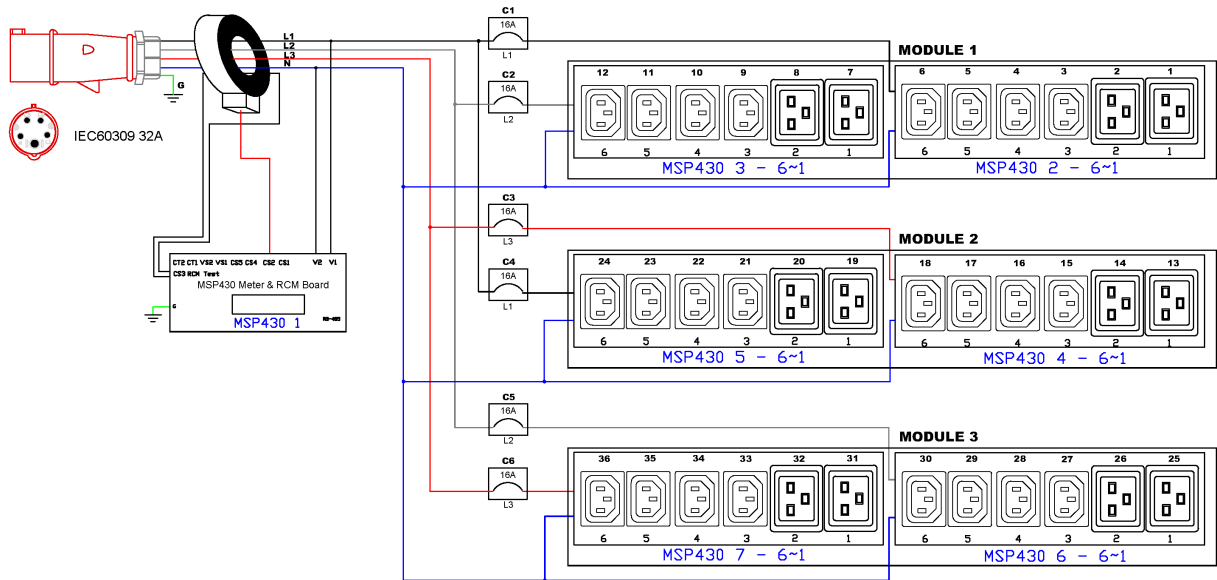 L1
L2
L3
N
G
IEC60309 32A
CT2 CT1 VS2 VS1 CS5 CS4 CS2 CS1 V2 V1
CS3 RCM Test
MSP430 Meter & RCM Board
G
MSP430 1
RS-485
C1
16A
L1
C2
16A
L2
MODULE 1
12 11 10 9 8 7 6 5 4 3 2 1
6 5 4 3 2 1 6 5 4 3 2 1
MSP430 3 - 6~1 MSP430 2 - 6~1
C3
16A
L3
C4
16A
L1
MODULE 2
24 23 22 21 20 19 18 17 16 15 14 13
6 5 4 3 2 1 6 5 4 3 2 1
MSP430 5 - 6~1 MSP430 4 - 6~1
C5
16A
L2
C6
16A
L3
MODULE 3
36 35 34 33 32 31 30 29 28 27 26 25
6 5 4 3 2 1 6 5 4 3 2 1
MSP430 7 - 6~1 MSP430 6 - 6~1